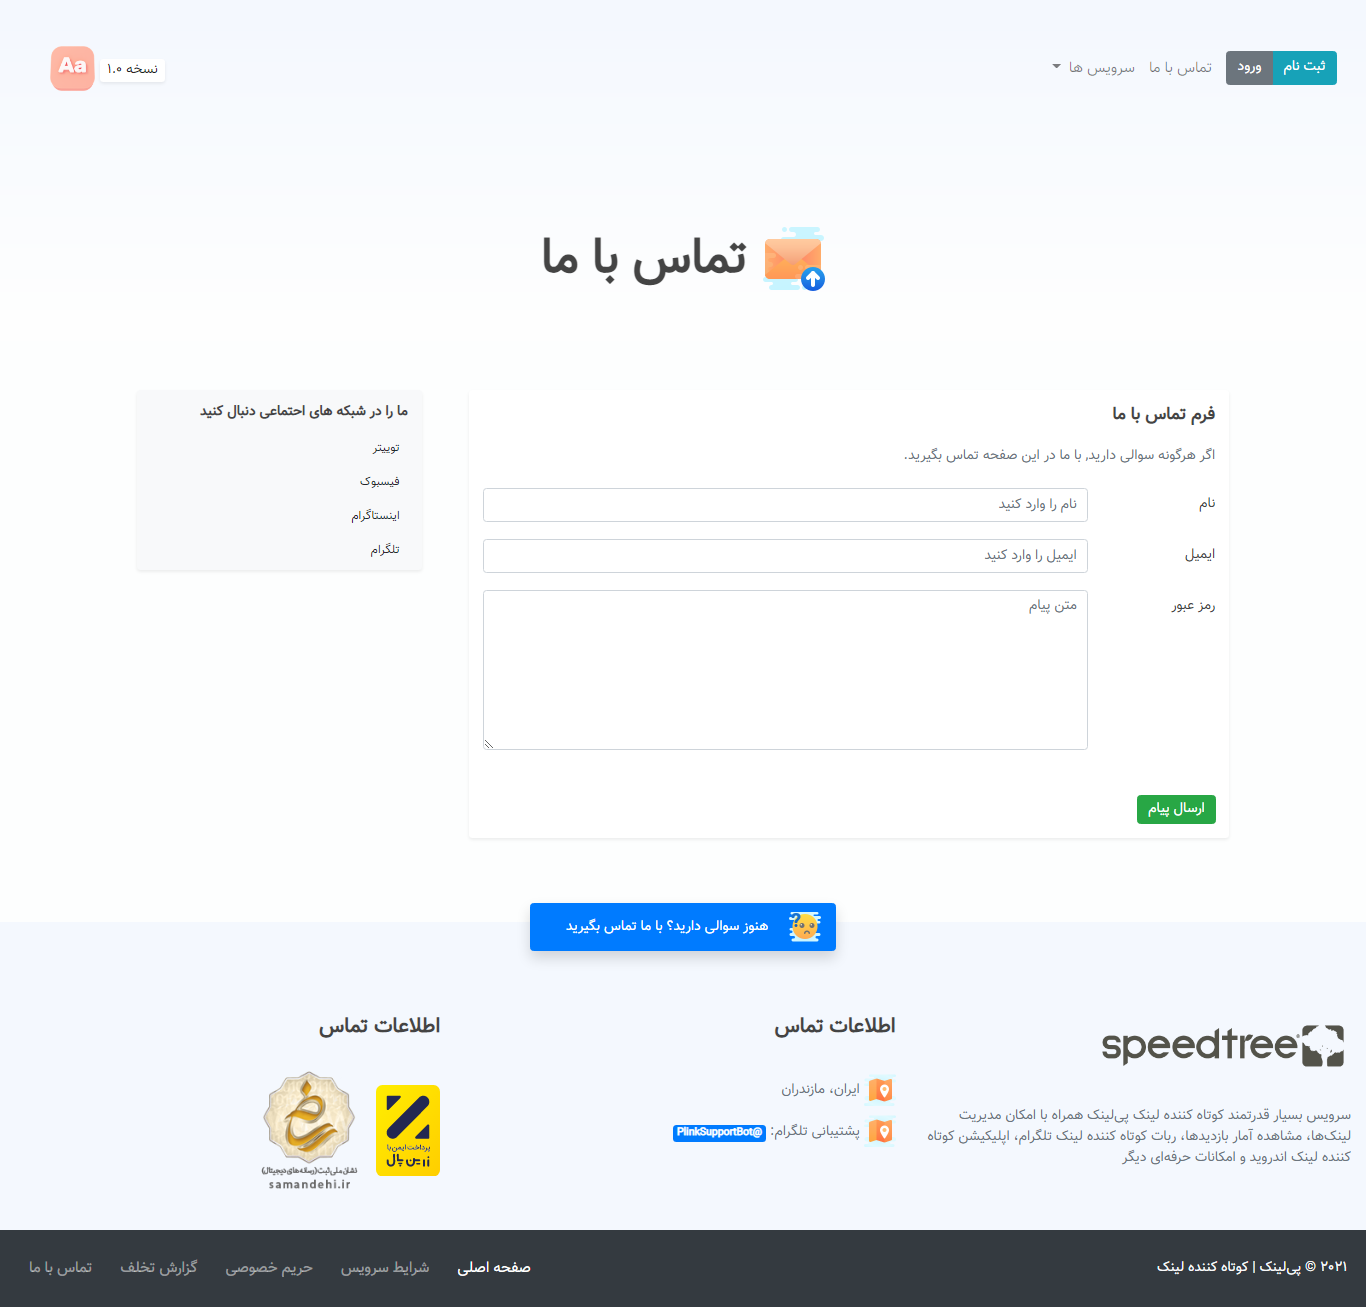 ثبت نام
ورود
تماس با ما
سرویس ها
نسخه ۱.۰
Aa
تماس با ما
فرم تماس با ما
اگر هرگونه سوالی دارید, با ما در این صفحه تماس بگیرید.
نام
نام را وارد کنید
ایمیل
ایمیل را وارد کنید
رمز عبور
متن پیام
ارسال پیام
ما را در شبکه های احتماعی دنبال کنید
توییتر
فیسبوک
اینستاگرام
تلگرام
هنوز سوالی دارید؟ با ما تماس بگیرید
speedtree
سرویس بسیار قدرتمند کوتاه کننده لینک پی‌لینک همراه با امکان مدیریت
لینک‌ها، مشاهده آمار بازدیدها، ربات کوتاه کننده لینک تلگرام، اپلیکیشن کوتاه
کننده لینک اندروید و امکانات حرفه‌ای دیگر
اطلاعات تماس
ایران، مازندران
پشتیبانی تلگرام: @PlinkSupportBot
اطلاعات تماس
پرداخت ایمن با
زرین پال
نشان ملی ثبت (رسانه‌های دیجیتال)
samandehi.ir
۲۰۲۱ © پی‌لینک | کوتاه کننده لینک
صفحه اصلی
شرایط سرویس
حریم خصوصی
گزارش تخلف
تماس با ما